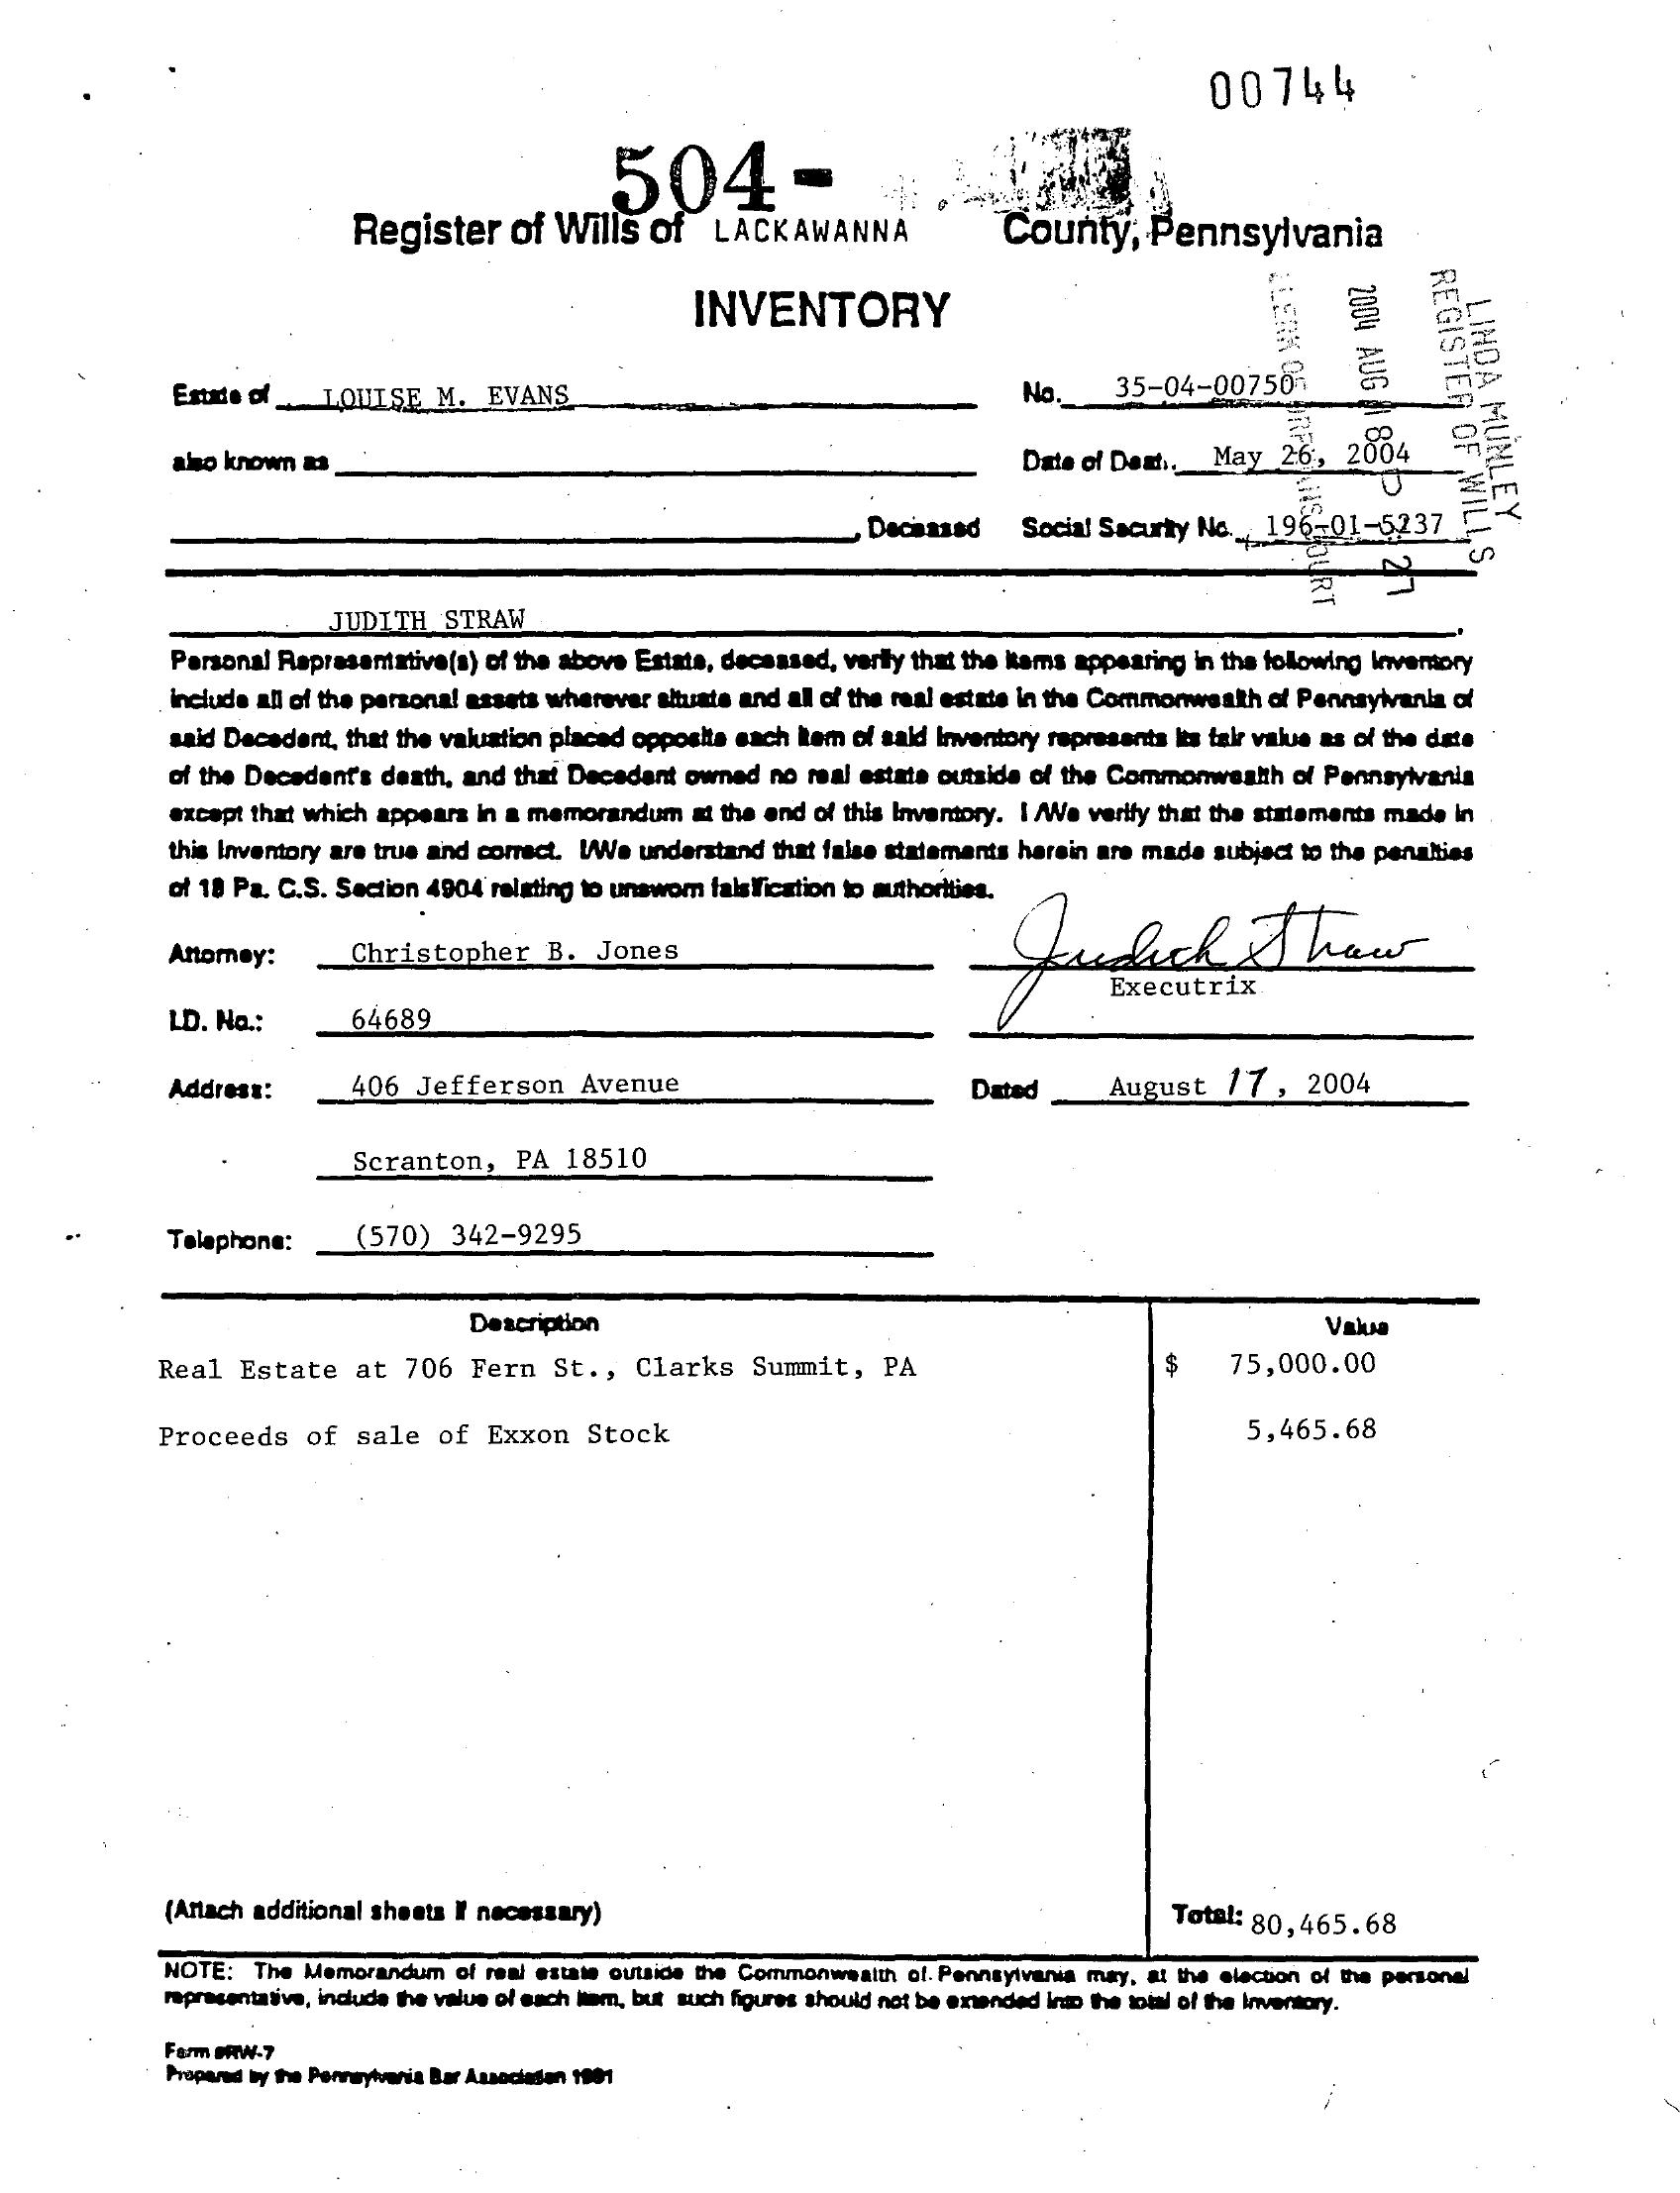 00744
504-
Register of Wills of LACKAWANNA County, Pennsylvania
INVENTORY
LINDA MUNLEY
REGISTER OF WILLS
2004 AUG 18 27
CLERK OF ORPHANS COURT
Estate of LOUISE M. EVANS No. 35-04-00750
also known as Date of Death May 26, 2004
, Deceased Social Security No. 196-01-5237
JUDITH STRAW
Personal Representative(s) of the above Estate, deceased, verify that the items appearing in the following inventory
include all of the personal assets wherever situate and all of the real estate in the Commonwealth of Pennsylvania of
said Decedent, that the valuation placed opposite each item of said inventory represents its fair value as of the date
of the Decedent's death, and that Decedent owned no real estate outside of the Commonwealth of Pennsylvania
except that which appears in a memorandum at the end of this inventory. I/We verify that the statements made in
this inventory are true and correct. I/We understand that false statements herein are made subject to the penalties
of 18 Pa. C.S. Section 4904 relating to unsworn falsification to authorities.
Attorney: Christopher B. Jones Judith Straw
Executrix
I.D. No.: 64689
Address: 406 Jefferson Avenue Dated August 17, 2004
Scranton, PA 18510
Telephone: (570) 342-9295
Description Value
Real Estate at 706 Fern St., Clarks Summit, PA $ 75,000.00
Proceeds of sale of Exxon Stock 5,465.68
(Attach additional sheets if necessary) Total: 80,465.68
NOTE: The Memorandum of real estate outside the Commonwealth of Pennsylvania may, at the election of the personal
representative, include the value of each item, but such figures should not be extended into the total of the Inventory.
Form #RW-7
Prepared by the Pennsylvania Bar Association 1991